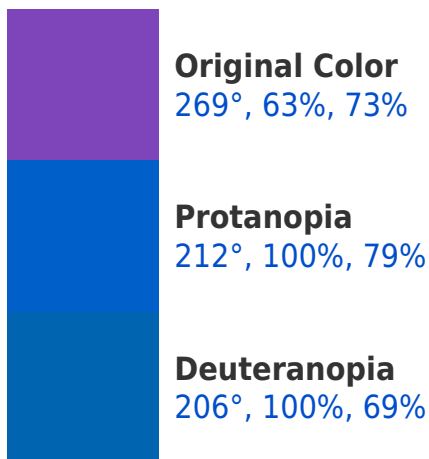 Original Color
269°, 63%, 73%
Protanopia
212°, 100%, 79%
Deuteranopia
206°, 100%, 69%